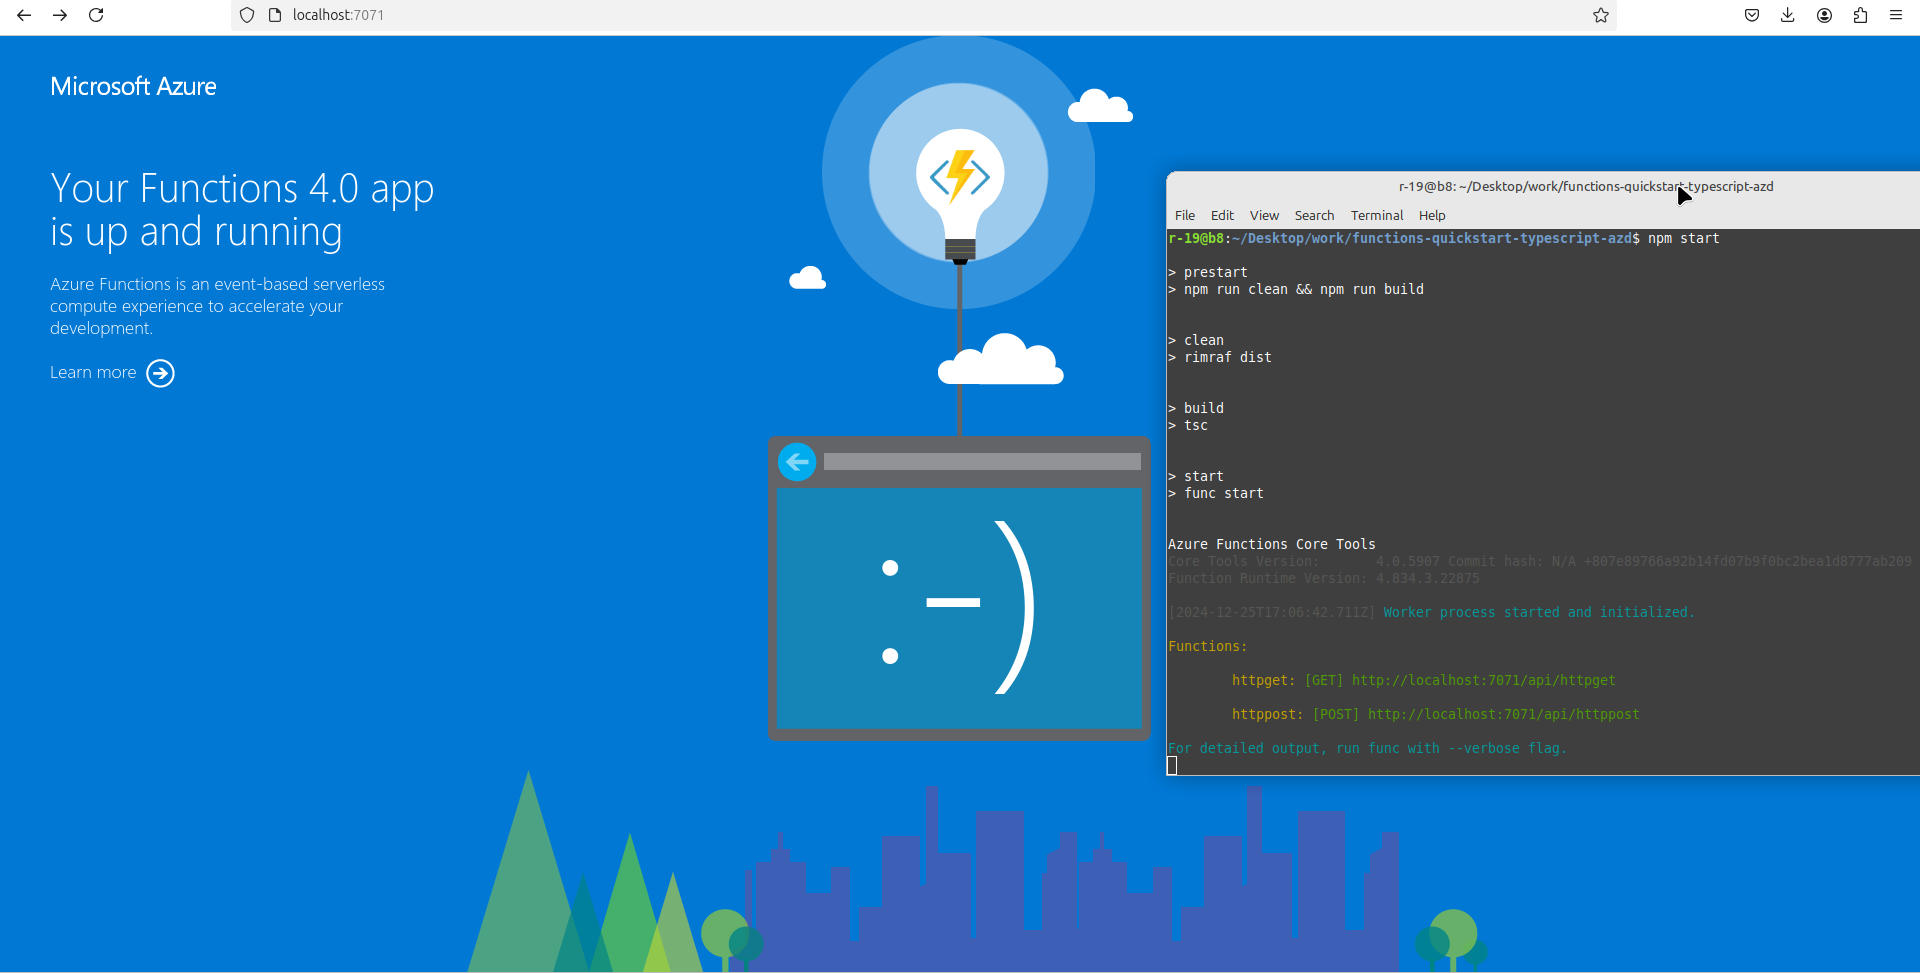 localhost:7071
Microsoft Azure
Your Functions 4.0 app
is up and running
Azure Functions is an event-based serverless
compute experience to accelerate your
development.
Learn more
:-)
r-19@b8: ~/Desktop/work/functions-quickstart-typescript-azd
File Edit View Search Terminal Help
r-19@b8:~/Desktop/work/functions-quickstart-typescript-azd$ npm start
> prestart
> npm run clean && npm run build
> clean
> rimraf dist
> build
> tsc
> start
> func start
Azure Functions Core Tools
Core Tools Version:       4.0.5907 Commit hash: N/A +807e89766a92b14fd07b9f0bc2bea1d8777ab209
Function Runtime Version: 4.834.3.22875
[2024-12-25T17:06:42.711Z] Worker process started and initialized.
Functions:
httpget: [GET] http://localhost:7071/api/httpget
httppost: [POST] http://localhost:7071/api/httppost
For detailed output, run func with --verbose flag.